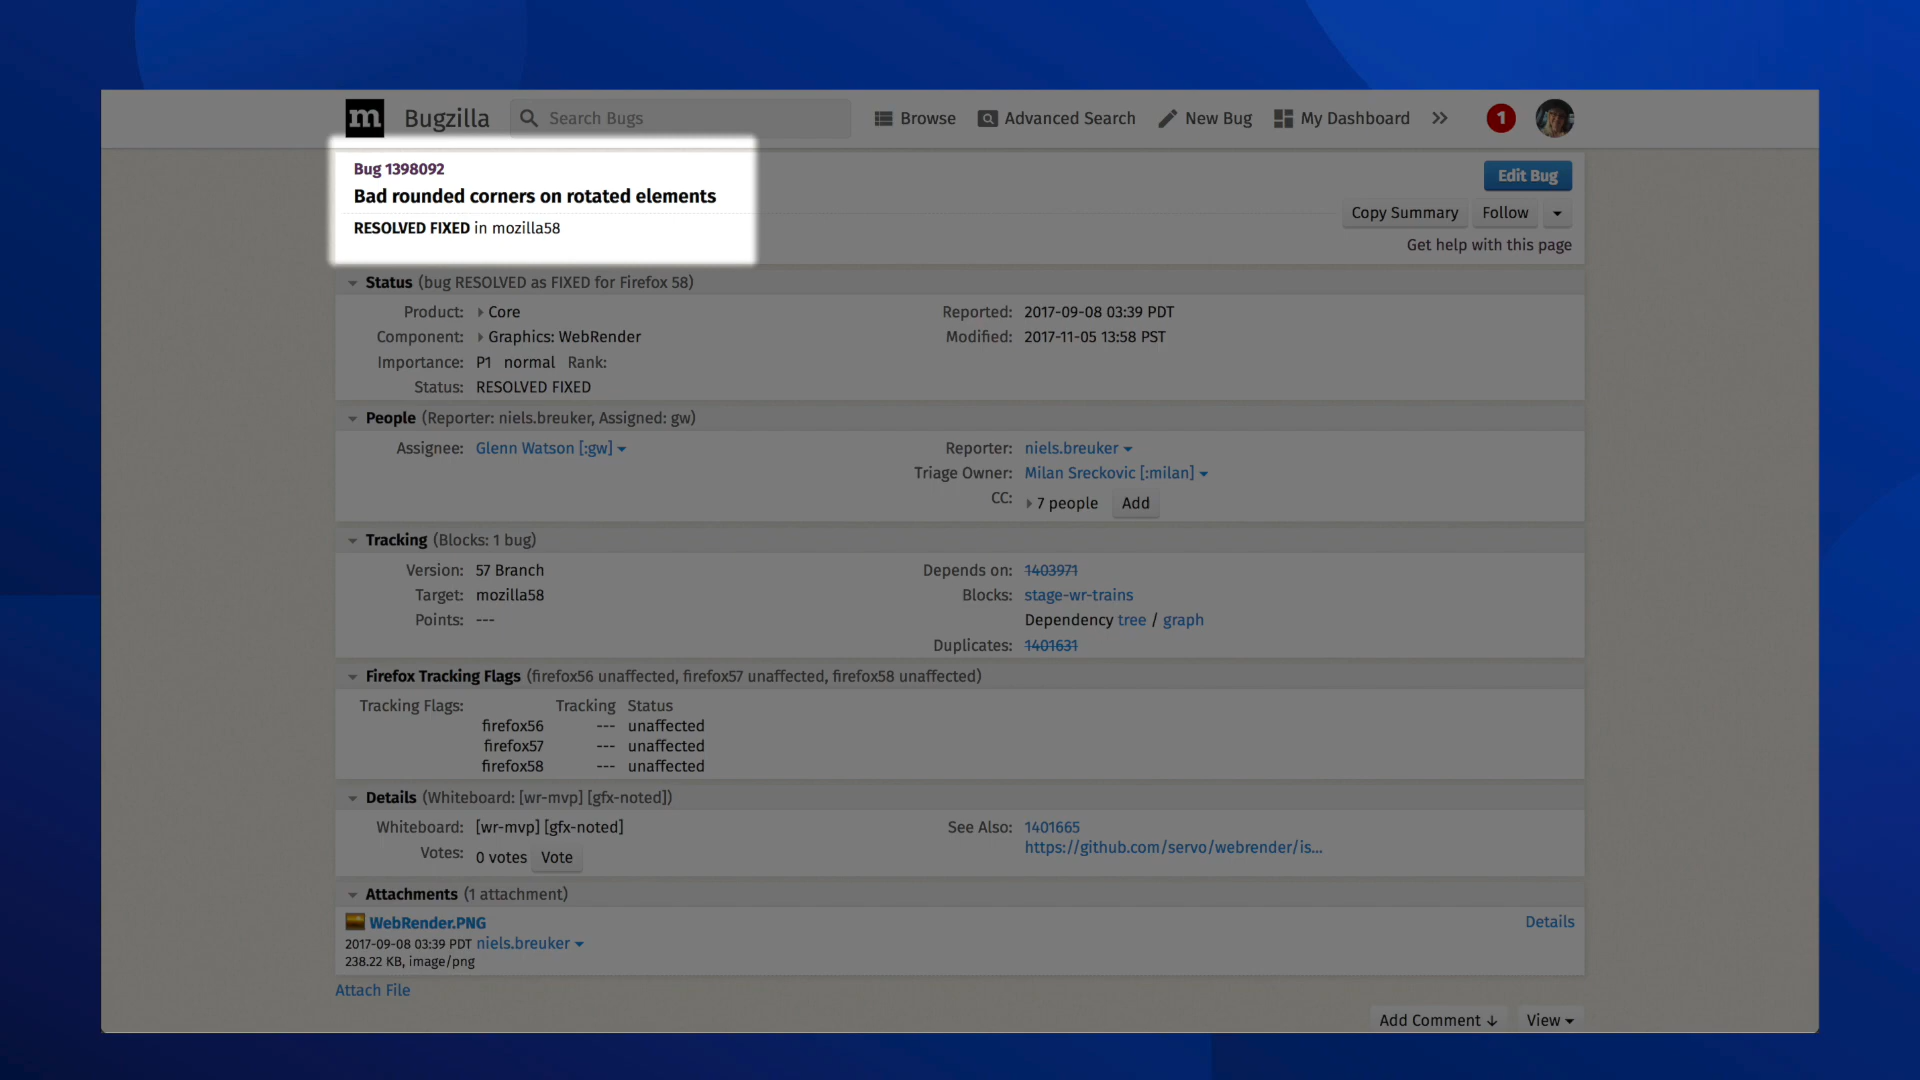 m Bugzilla Search Bugs Browse Advanced Search New Bug My Dashboard » 1
Bug 1398092
Edit Bug
Bad rounded corners on rotated elements
Copy Summary Follow
RESOLVED FIXED in mozilla58
Get help with this page
Status (bug RESOLVED as FIXED for Firefox 58)
Product: Core Reported: 2017-09-08 03:39 PDT
Component: Graphics: WebRender Modified: 2017-11-05 13:58 PST
Importance: P1 normal Rank:
Status: RESOLVED FIXED
People (Reporter: niels.breuker, Assigned: gw)
Assignee: Glenn Watson [:gw] Reporter: niels.breuker
Triage Owner: Milan Sreckovic [:milan]
CC: 7 people Add
Tracking (Blocks: 1 bug)
Version: 57 Branch Depends on: 1403971
Target: mozilla58 Blocks: stage-wr-trains
Points: --- Dependency tree / graph
Duplicates: 1401631
Firefox Tracking Flags (firefox56 unaffected, firefox57 unaffected, firefox58 unaffected)
Tracking Flags: Tracking Status
firefox56 --- unaffected
firefox57 --- unaffected
firefox58 --- unaffected
Details (Whiteboard: [wr-mvp] [gfx-noted])
Whiteboard: [wr-mvp] [gfx-noted] See Also: 1401665
https://github.com/servo/webrender/is...
Votes: 0 votes Vote
Attachments (1 attachment)
WebRender.PNG Details
2017-09-08 03:39 PDT niels.breuker
238.22 KB, image/png
Attach File
Add Comment ↓ View